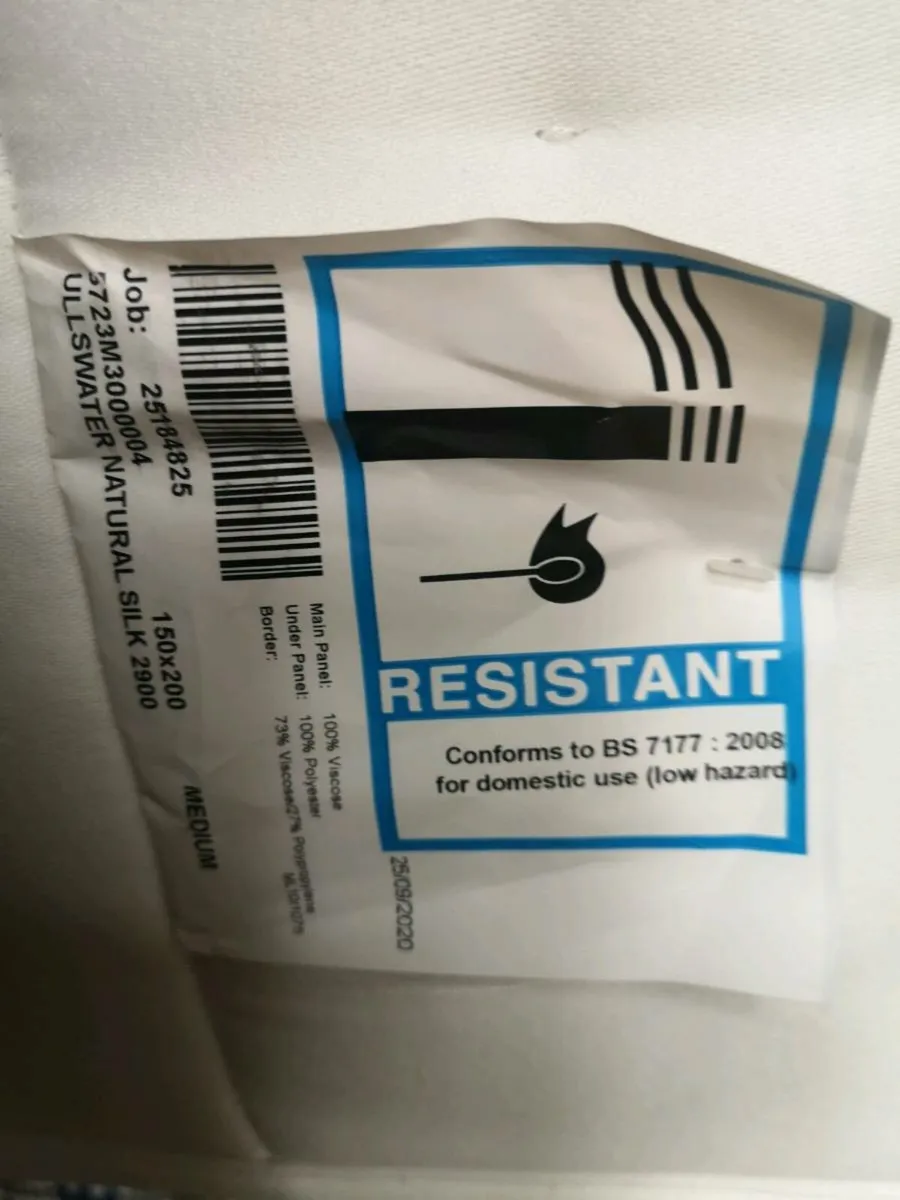 RESISTANT
Conforms to BS 7177 : 2008
for domestic use (low hazard)
25/09/2020
Main Panel: 100% Viscose
Under Panel: 100% Polyester
Border: 73% Viscose/27% Polypropylene
Job: 25184825 150x200 MEDIUM
5723M3000004
ULLSWATER NATURAL SILK 2900